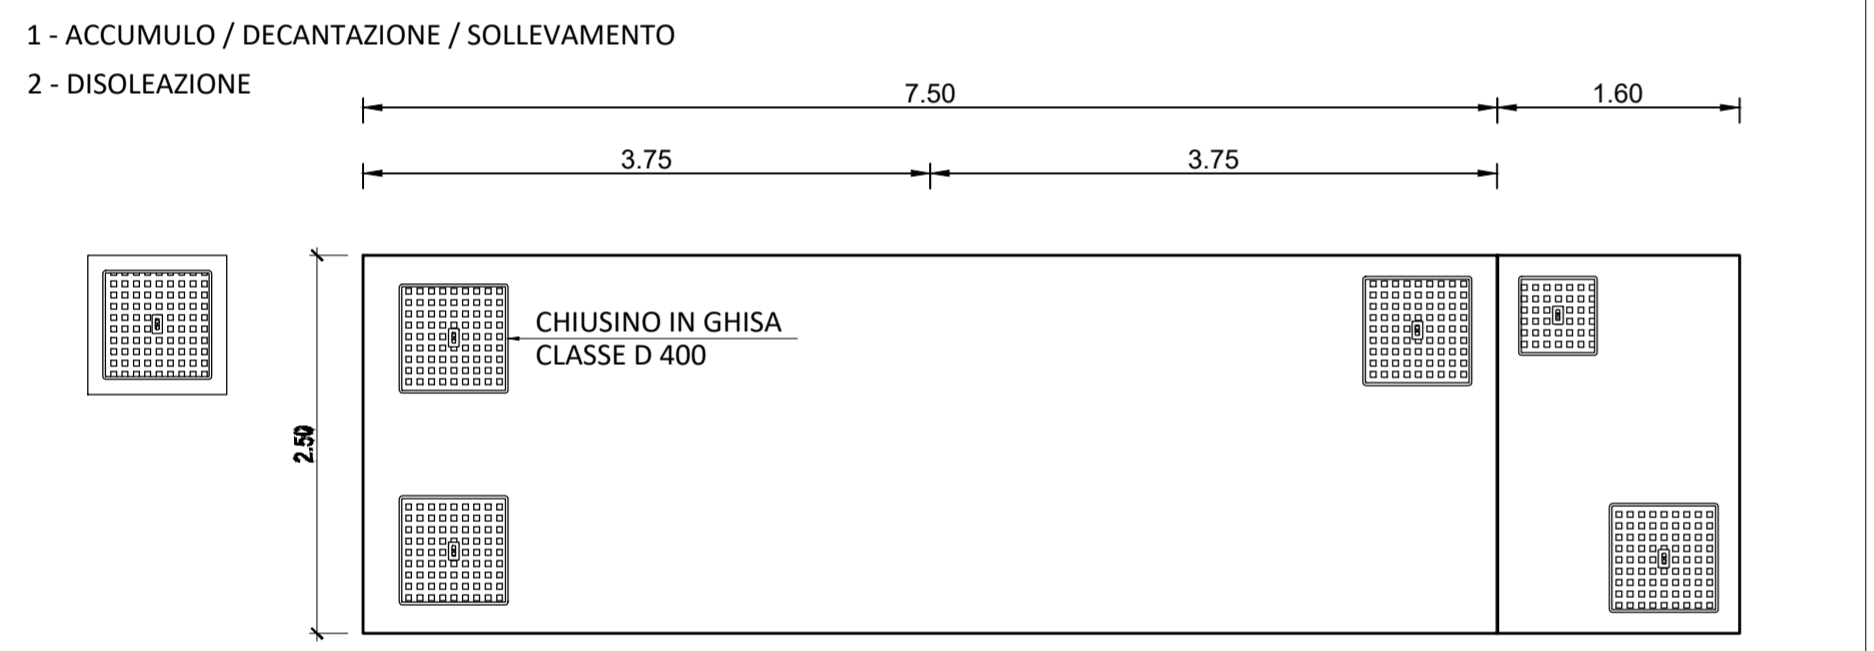 1 - ACCUMULO / DECANTAZIONE / SOLLEVAMENTO
2 - DISOLEAZIONE
7.50
1.60
3.75
3.75
CHIUSINO IN GHISA
CLASSE D 400
2.50